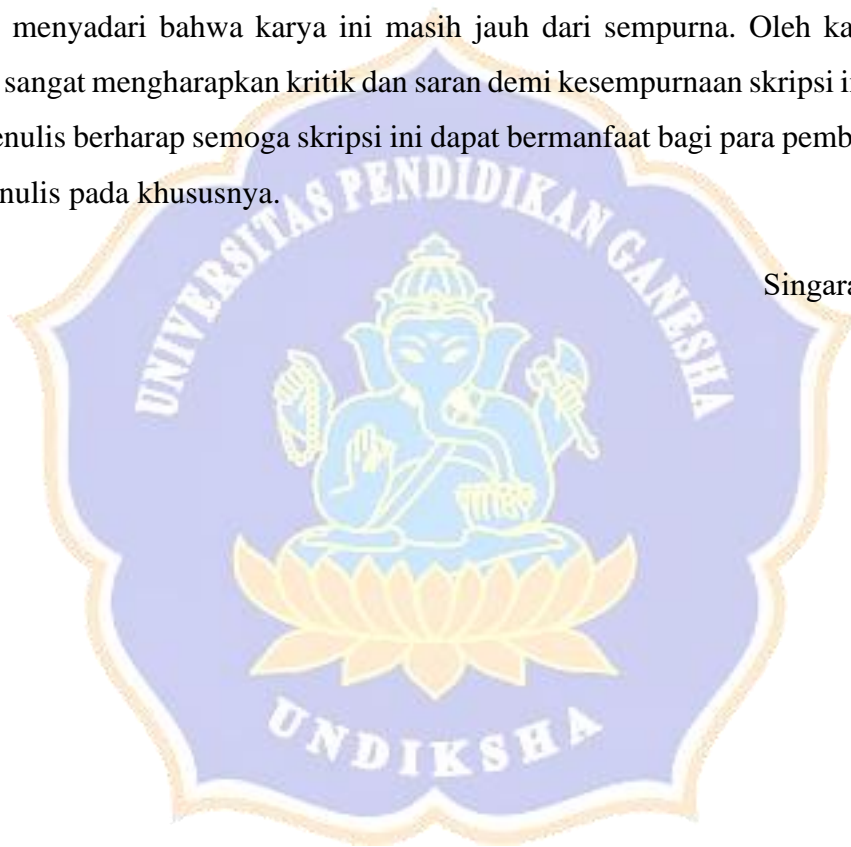 menyadari bahwa karya ini masih jauh dari sempurna. Oleh ka
sangat mengharapkan kritik dan saran demi kesempurnaan skripsi i
enulis berharap semoga skripsi ini dapat bermanfaat bagi para pemb
nulis pada khususnya.
UNIVERSITAS PENDIDIKAN GANESHA
Singara
UNDIKSHA